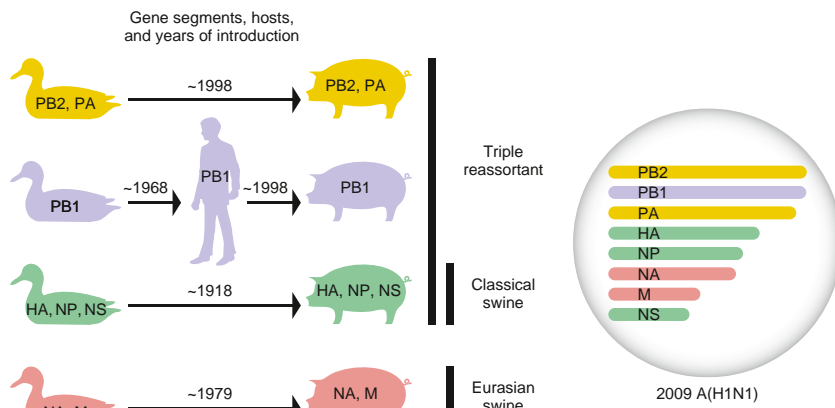 Gene segments, hosts,
and years of introduction
PB2, PA
~1998
PB2, PA
PB1
~1968
PB1
~1998
PB1
Triple
reassortant
HA, NP, NS
~1918
HA, NP, NS
Classical
swine
NA, M
~1979
NA, M
Eurasian
swine
PB2
PB1
PA
HA
NP
NA
M
NS
2009 A(H1N1)